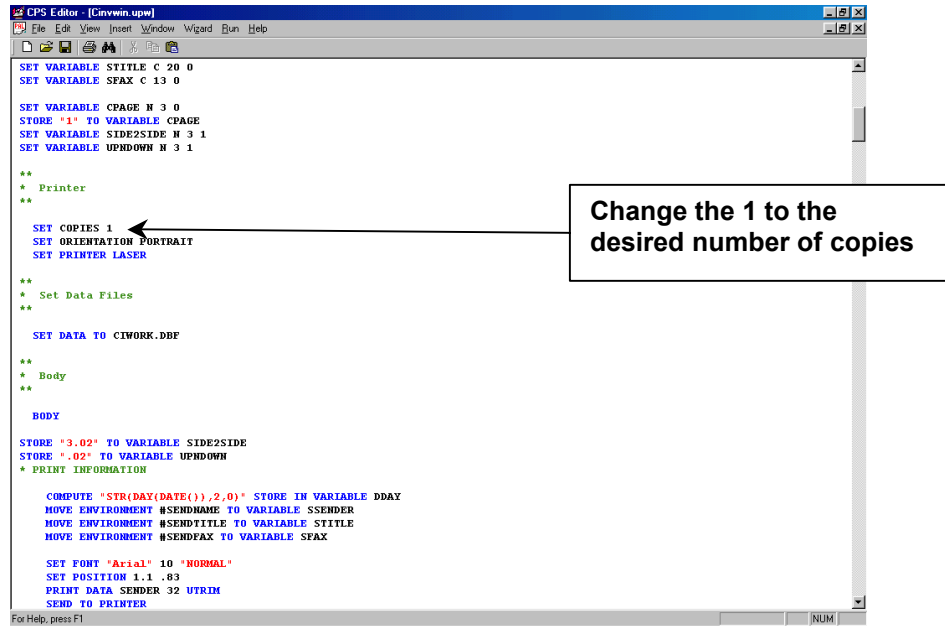 CPS Editor - [Cinvwin.upw]
File Edit View Insert Window Wizard Run Help
SET VARIABLE STITLE C 20 0
SET VARIABLE SFAX C 13 0
SET VARIABLE CPAGE N 3 0
STORE "1" TO VARIABLE CPAGE
SET VARIABLE SIDE2SIDE N 3 1
SET VARIABLE UPNDOWN N 3 1
**
* Printer
**
SET COPIES 1
SET ORIENTATION PORTRAIT
SET PRINTER LASER
Change the 1 to the
desired number of copies
**
* Set Data Files
**
SET DATA TO CIWORK.DBF
**
* Body
**
BODY
STORE "3.02" TO VARIABLE SIDE2SIDE
STORE ".02" TO VARIABLE UPNDOWN
* PRINT INFORMATION
COMPUTE "STR(DAY(DATE()),2,0)" STORE IN VARIABLE DDAY
MOVE ENVIRONMENT #SENDNAME TO VARIABLE SSENDER
MOVE ENVIRONMENT #SENDTITLE TO VARIABLE STITLE
MOVE ENVIRONMENT #SENDFAX TO VARIABLE SFAX
SET FONT "Arial" 10 "NORMAL"
SET POSITION 1.1 .83
PRINT DATA SENDER 32 UTRIM
SEND TO PRINTER
For Help, press F1
NUM